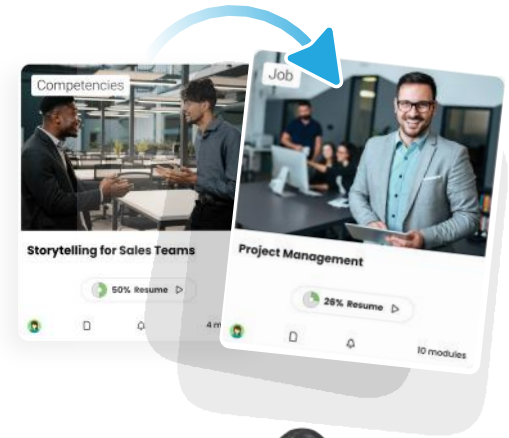 Competencies
Storytelling for Sales Teams
50% Resume
Job
Project Management
26% Resume
10 modules